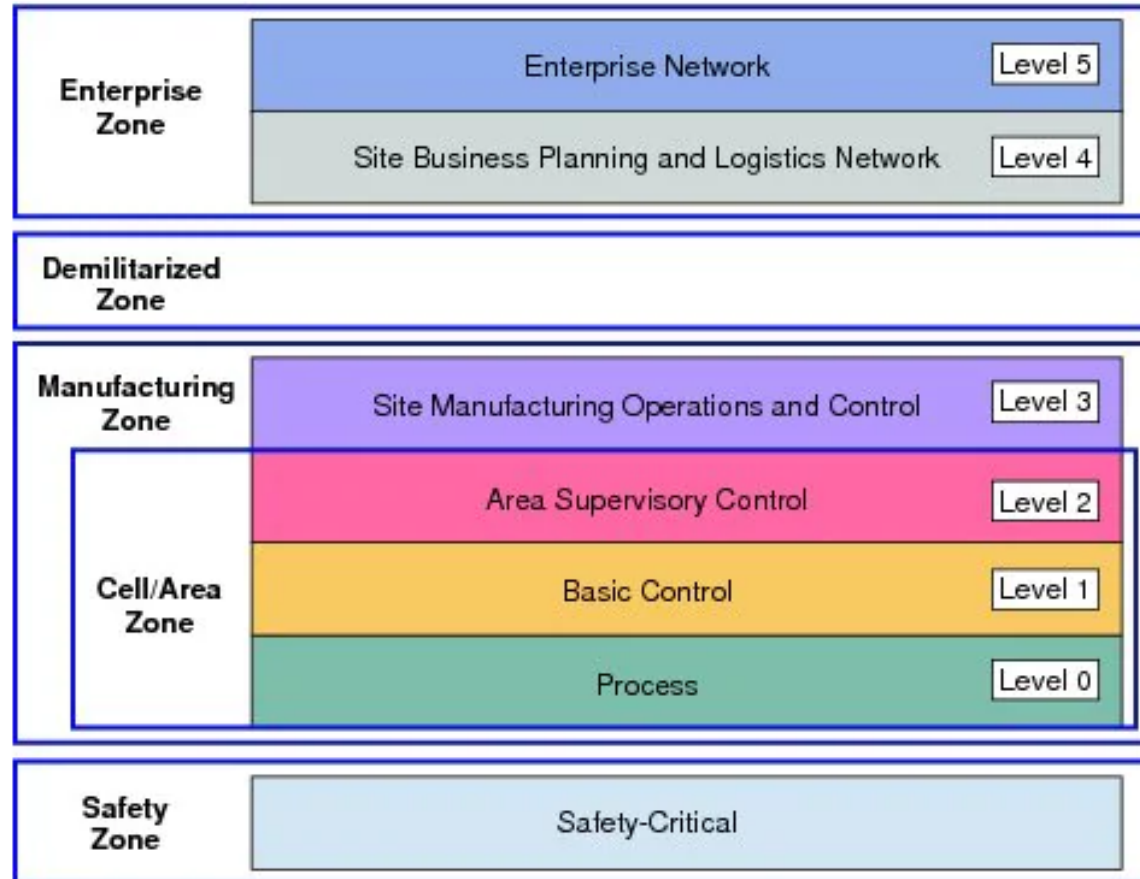 Enterprise
Zone
Enterprise Network
Level 5
Site Business Planning and Logistics Network
Level 4
Demilitarized
Zone
Manufacturing
Zone
Site Manufacturing Operations and Control
Level 3
Cell/Area
Zone
Area Supervisory Control
Level 2
Basic Control
Level 1
Process
Level 0
Safety
Zone
Safety-Critical